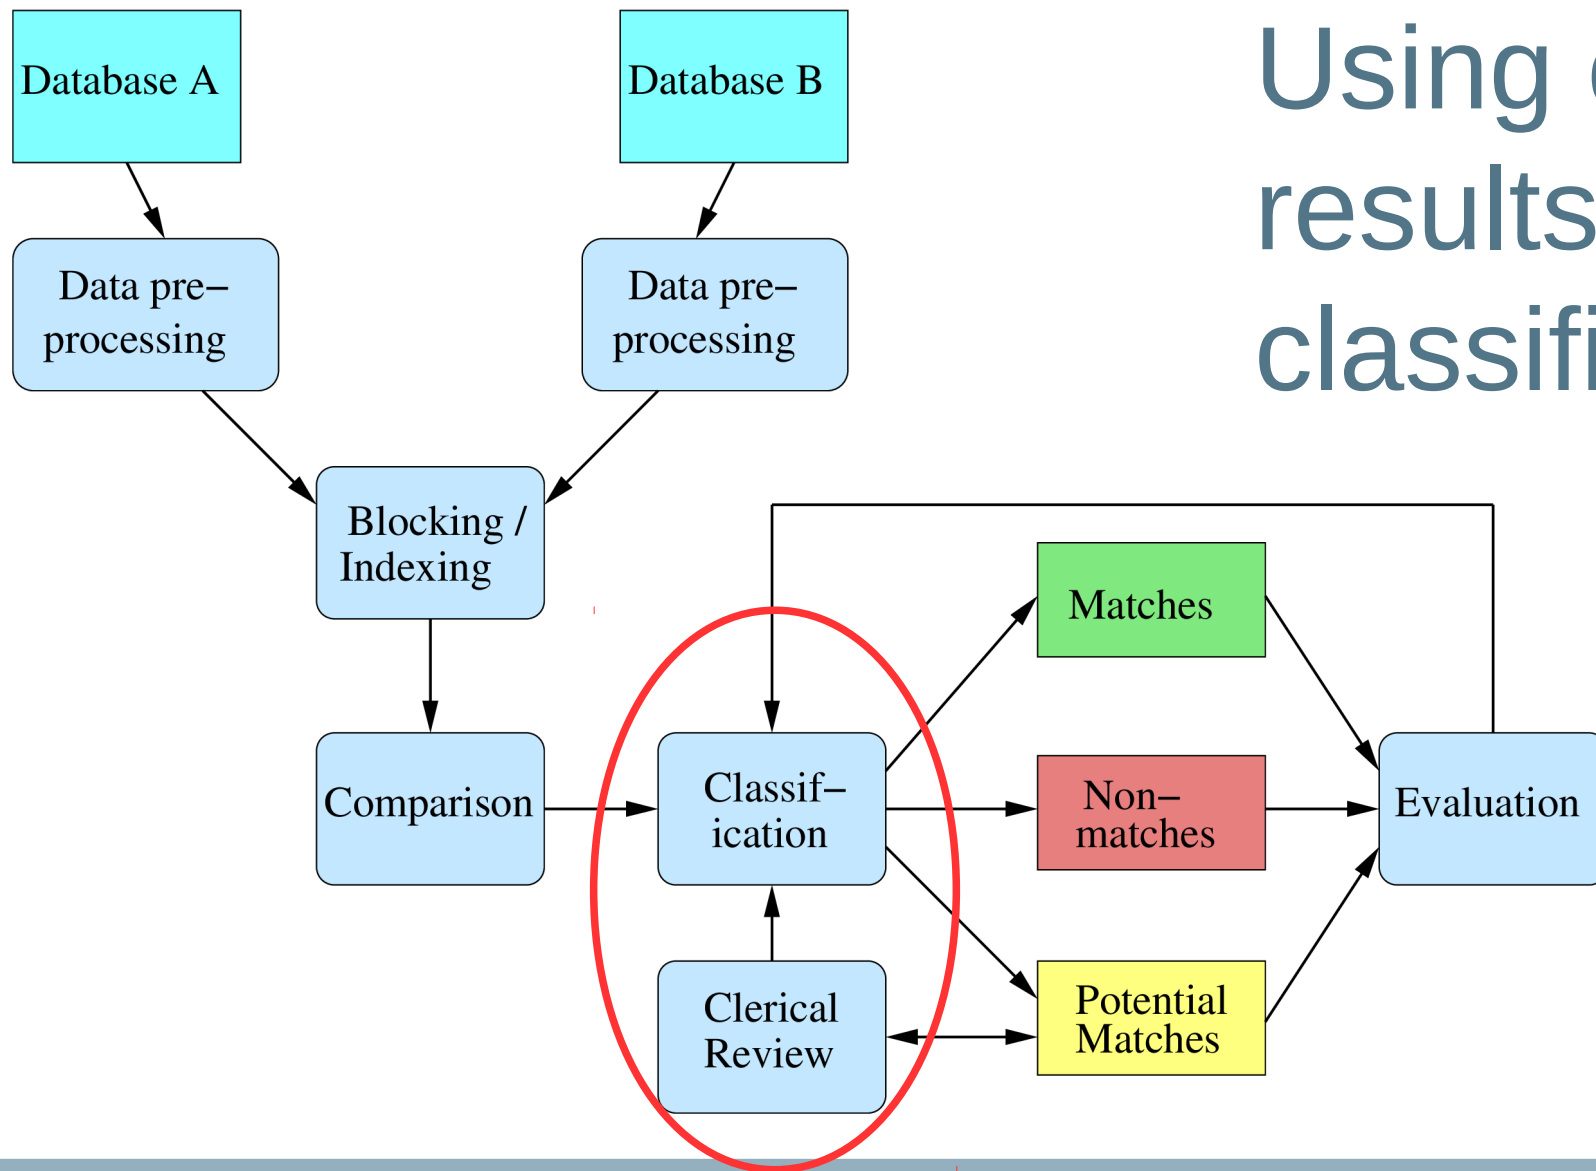 Database A
Database B
Using
results
classifi
Data pre–
processing
Data pre–
processing
Blocking /
Indexing
Matches
Comparison
Classif–
ication
Non–
matches
Evaluation
Clerical
Review
Potential
Matches